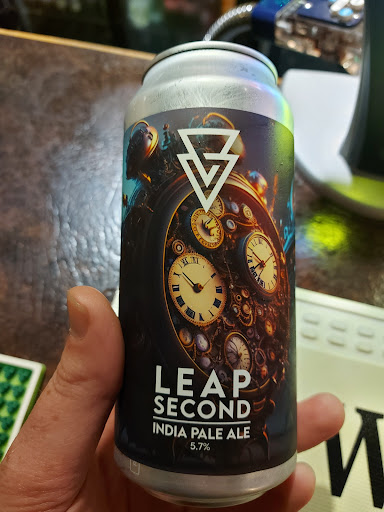 LEAP
SECOND
INDIA PALE ALE
5.7%
W